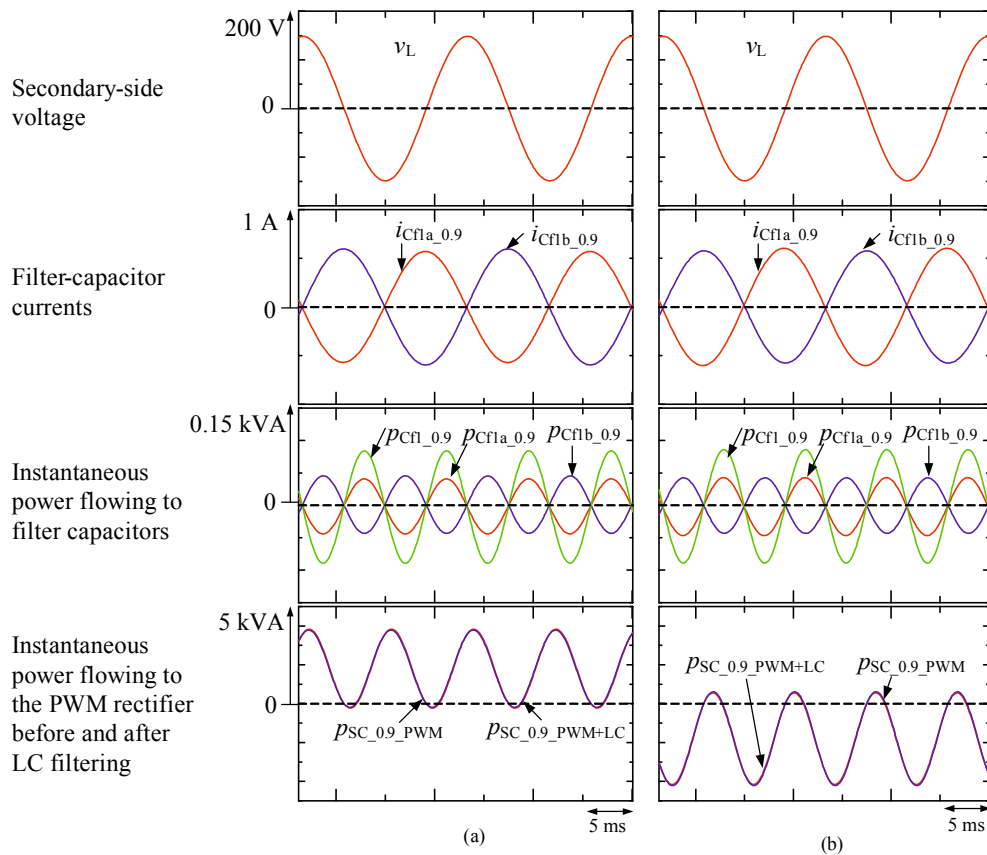 Secondary-side
voltage
200 V
0
v_L
v_L
Filter-capacitor
currents
1 A
0
i_Cf1a_0.9
i_Cf1b_0.9
i_Cf1a_0.9
i_Cf1b_0.9
Instantaneous
power flowing to
filter capacitors
0.15 kVA
0
p_Cf1_0.9
p_Cf1a_0.9
p_Cf1b_0.9
p_Cf1_0.9
p_Cf1a_0.9
p_Cf1b_0.9
Instantaneous
power flowing to
the PWM rectifier
before and after
LC filtering
5 kVA
0
p_SC_0.9_PWM
p_SC_0.9_PWM+LC
p_SC_0.9_PWM+LC
p_SC_0.9_PWM
5 ms
5 ms
(a)
(b)